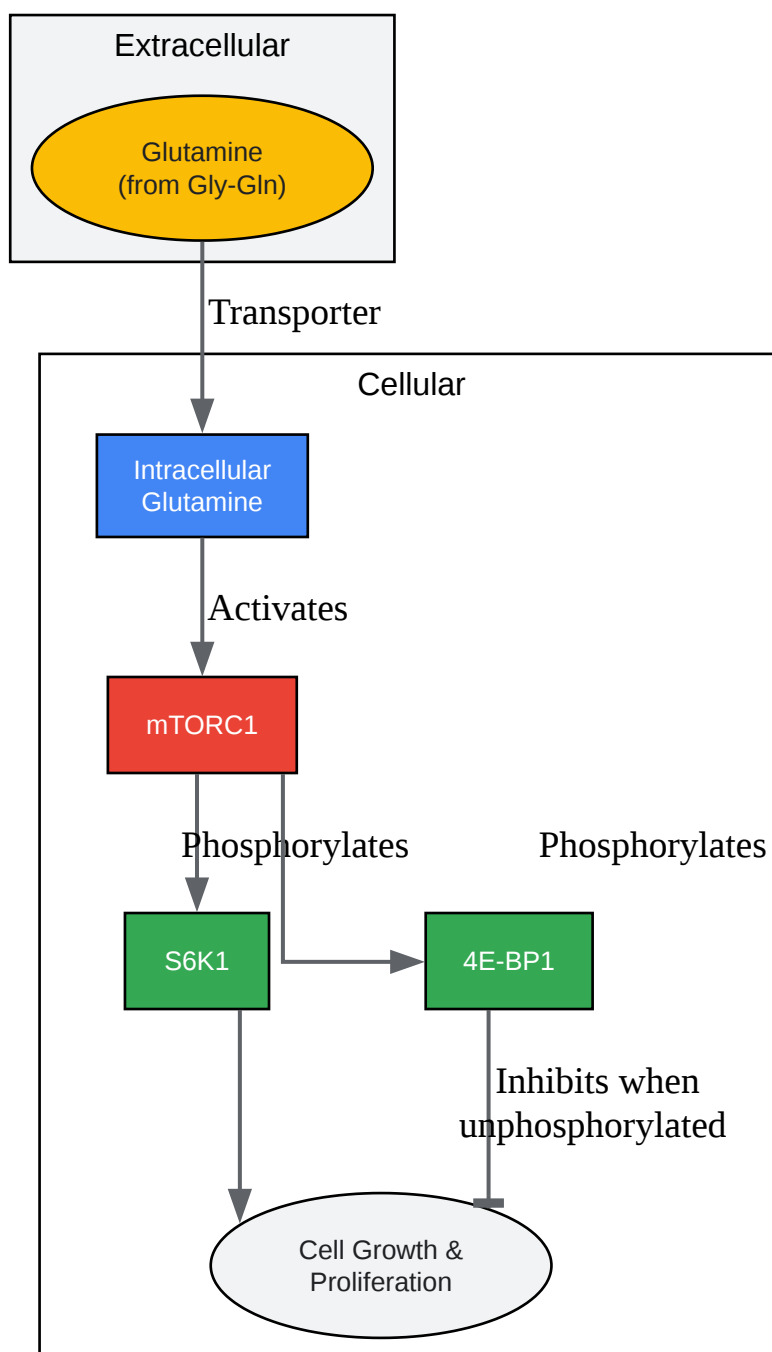 Extracellular
Glutamine
(from Gly-Gln)
Transporter
Cellular
Intracellular
Glutamine
Activates
mTORC1
Phosphorylates
Phosphorylates
S6K1
4E-BP1
Inhibits when
unphosphorylated
Cell Growth &
Proliferation